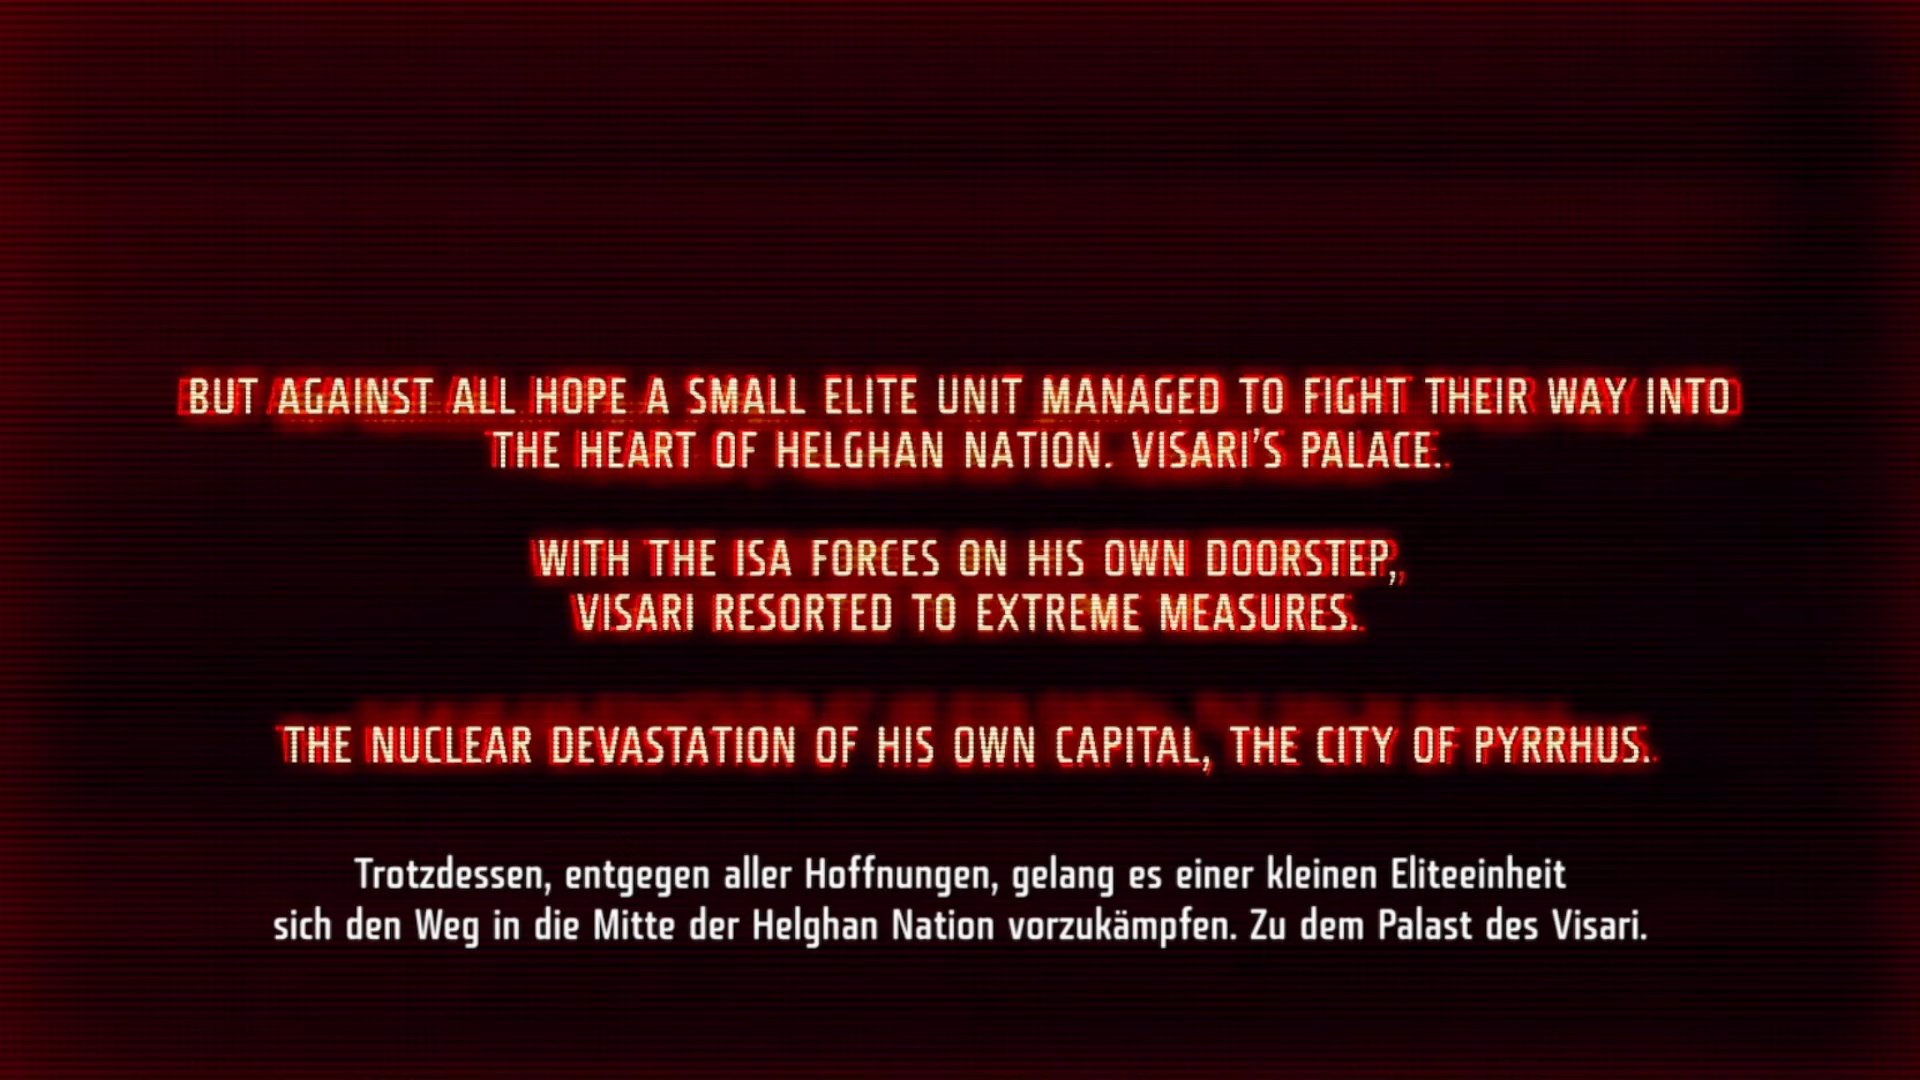 BUT AGAINST ALL HOPE A SMALL ELITE UNIT MANAGED TO FIGHT THEIR WAY INTO
THE HEART OF HELGHAN NATION. VISARI'S PALACE.
WITH THE ISA FORCES ON HIS OWN DOORSTEP,
VISARI RESORTED TO EXTREME MEASURES.
THE NUCLEAR DEVASTATION OF HIS OWN CAPITAL, THE CITY OF PYRRHUS.
Trotzdessen, entgegen aller Hoffnungen, gelang es einer kleinen Eliteeinheit
sich den Weg in die Mitte der Helghan Nation vorzukämpfen. Zu dem Palast des Visari.